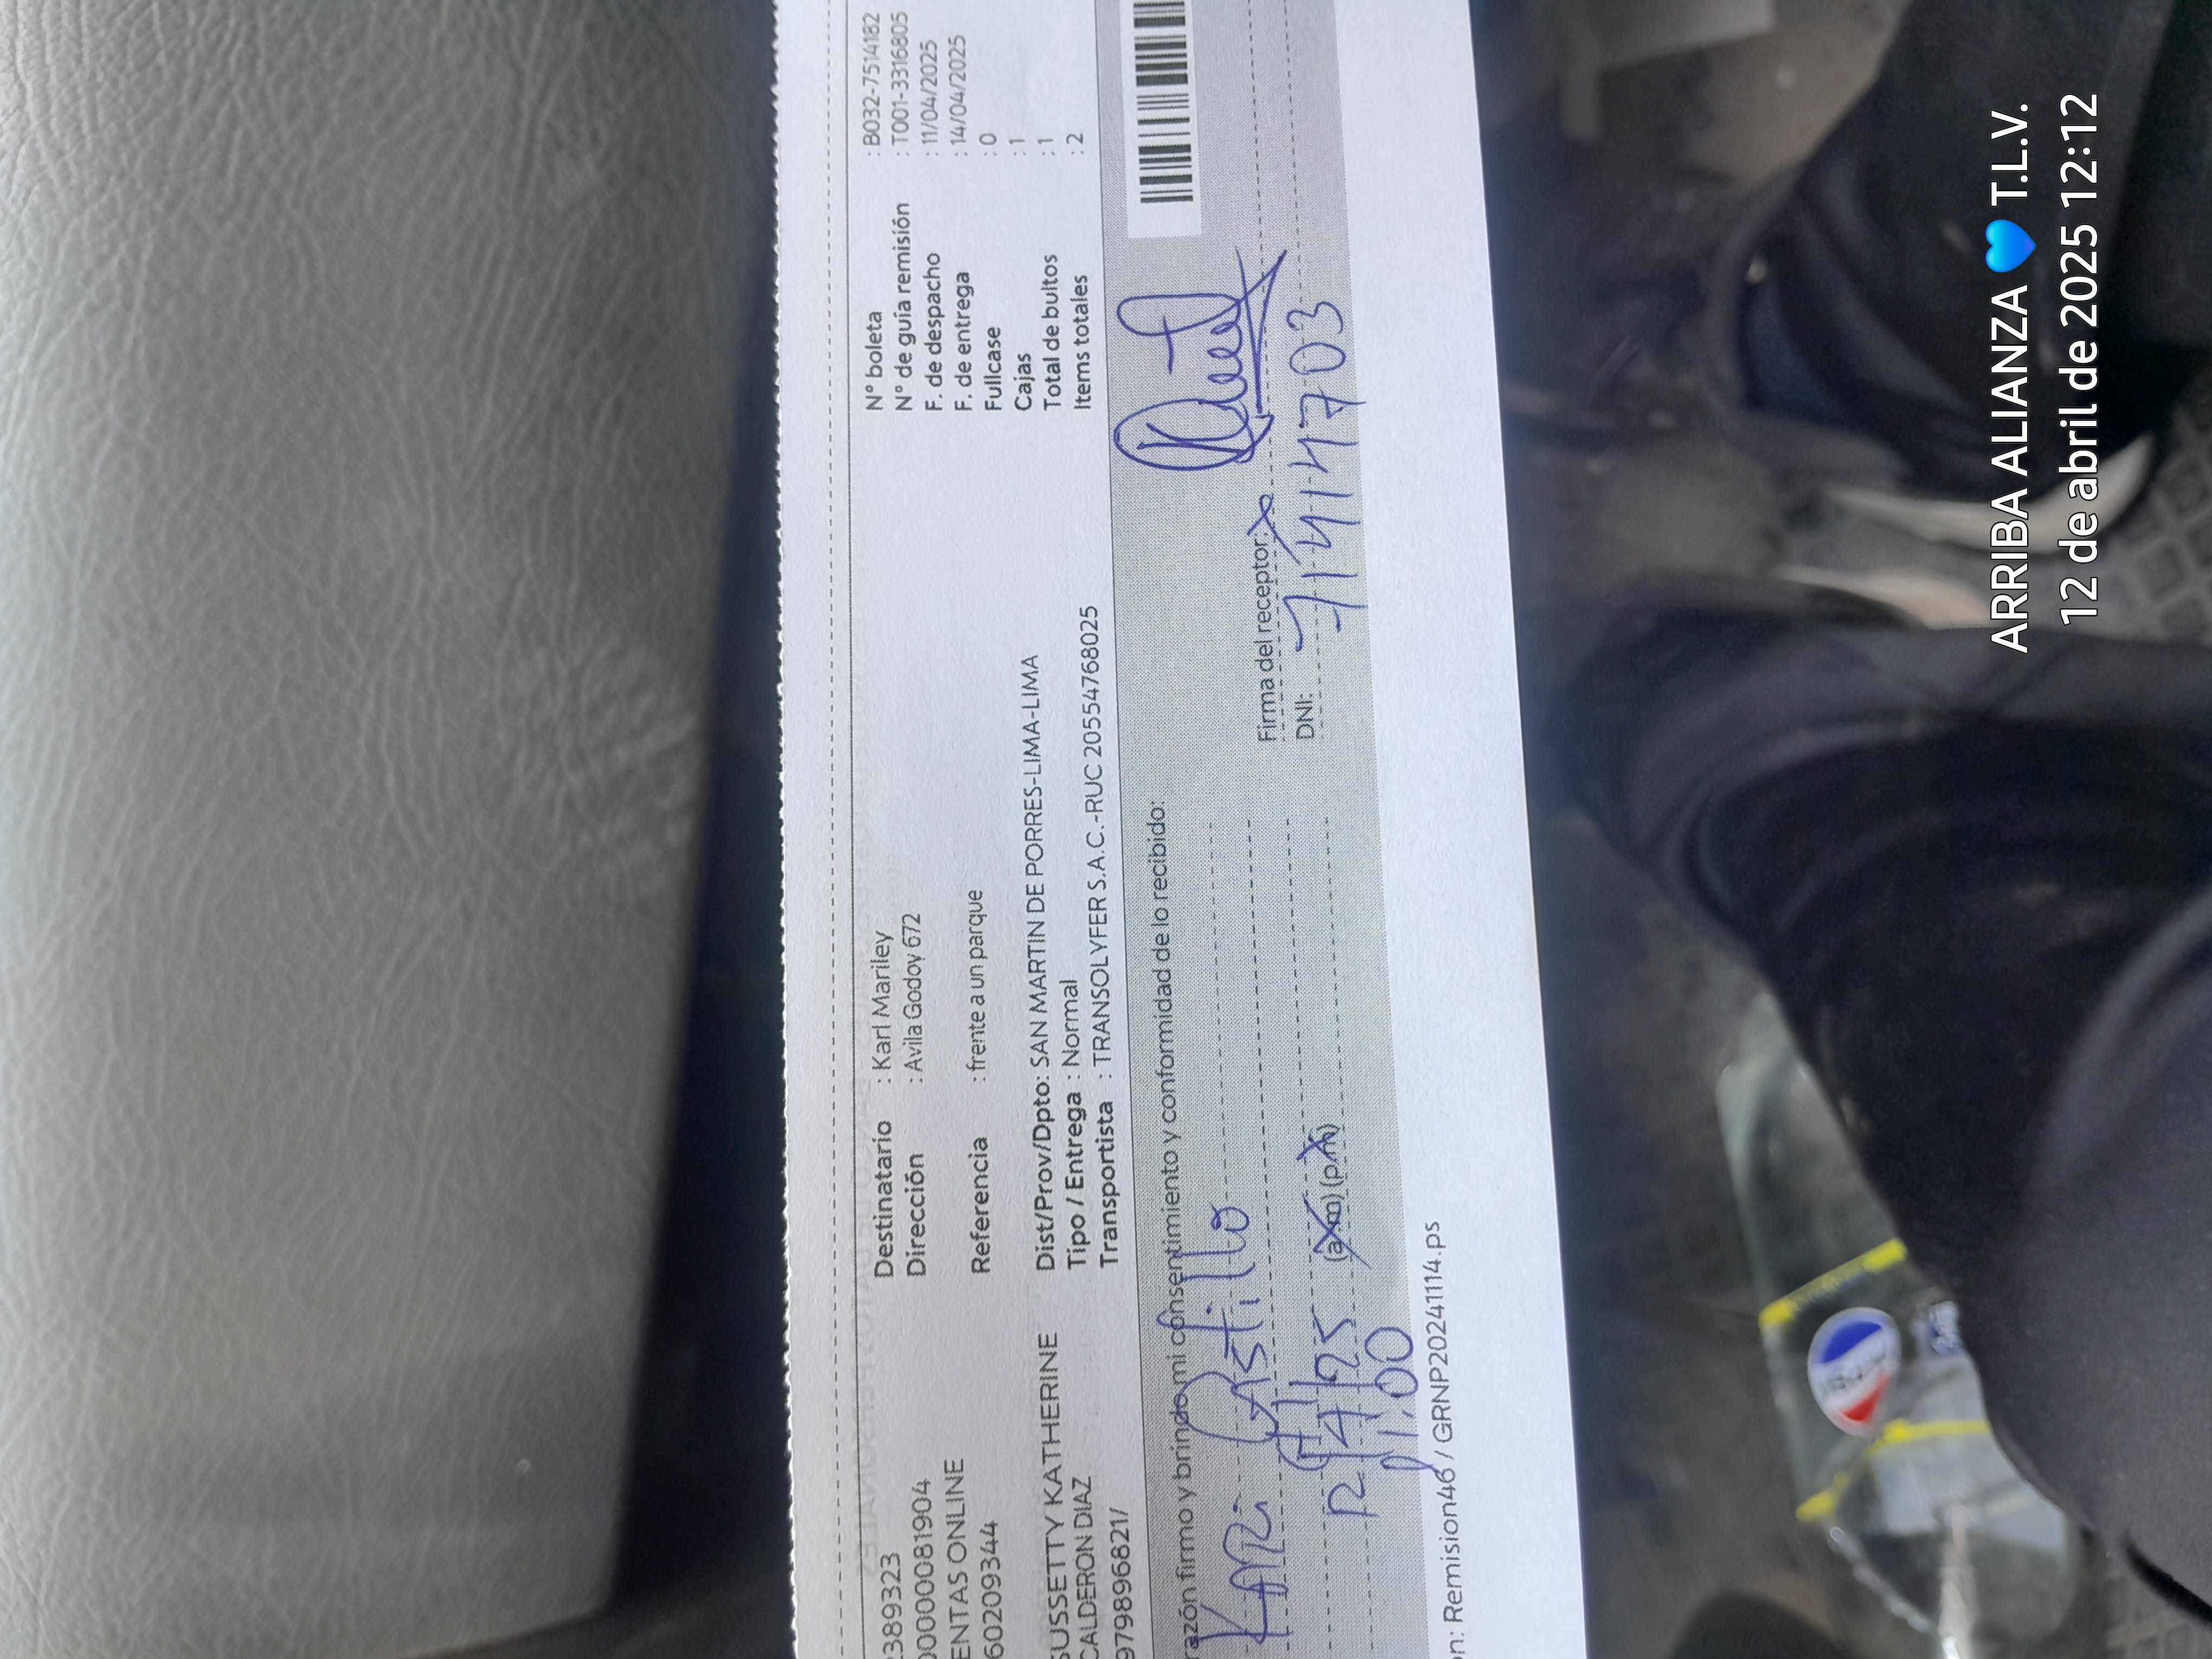 :389323
0000081904
ENTAS ONLINE
60209344
SUSSETTY KATHERINE
CALDERON DIAZ
979896821/
Destinatario : Karl Mariley
Dirección : Avila Godoy 672
Referencia : frente a un parque
Dist/Prov/Dpto: SAN MARTIN DE PORRES-LIMA-LIMA
Tipo / Entrega : Normal
Transportista : TRANSOLYFER S.A.C.-RUC 20554768025
N° boleta : B032-7514182
N° de guía remisión : T001-3316805
F. de despacho : 11/04/2025
F. de entrega : 14/04/2025
Fullcase : 0
Cajas : 1
Total de bultos : 1
Items totales : 2
razón firmo y brindo mi consentimiento y conformidad de lo recibido:
Castillo
(a.m) (p.m)
Firma del receptor:
DNI: 74147703
n: Remision46 / GRNP20241114.ps
ARRIBA ALIANZA 💙 T.L.V.
12 de abril de 2025 12:12